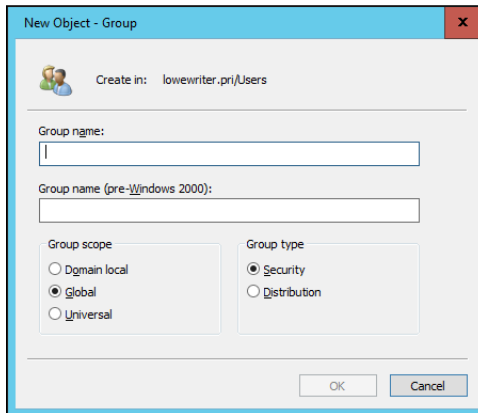 New Object - Group
x
Create in: lowewriter.pri/Users
Group name:
Group name (pre-Windows 2000):
Group scope
Domain local
Global
Universal
Group type
Security
Distribution
OK
Cancel